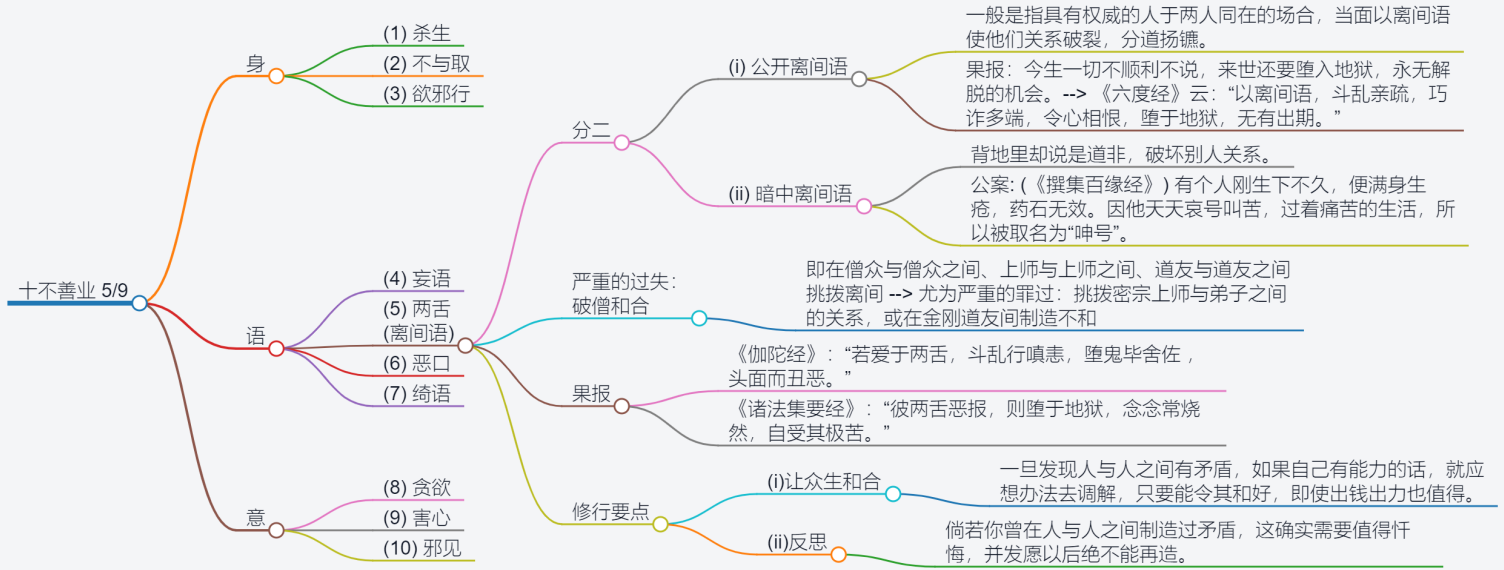 十不善业 5/9
身
(1) 杀生
(2) 不与取
(3) 欲邪行
语
(4) 妄语
(5) 两舌
(离间语)
分二
(i) 公开离间语
一般是指具有权威的人于两人同在的场合，当面以离间语
使他们关系破裂，分道扬镳。
果报：今生一切不顺利不说，来世还要堕入地狱，永无解
脱的机会。--> 《六度经》云：“以离间语，斗乱亲疏，巧
诈多端，令心相恨，堕于地狱，无有出期。”
(ii) 暗中离间语
背地里却说是道非，破坏别人关系。
公案: (《撰集百缘经》) 有个人刚生下不久，便满身生
疮，药石无效。因他天天哀号叫苦，过着痛苦的生活，所
以被取名为“呻号”。
严重的过失：
破僧和合
即在僧众与僧众之间、上师与上师之间、道友与道友之间
挑拨离间 --> 尤为严重的罪过：挑拨密宗上师与弟子之间
的关系，或在金刚道友间制造不和
果报
《伽陀经》：“若爱于两舌，斗乱行嗔恚，堕鬼毕舍佐 ，
头面而丑恶。”
《诸法集要经》：“彼两舌恶报，则堕于地狱，念念常烧
然，自受其极苦。”
修行要点
(i)让众生和合
一旦发现人与人之间有矛盾，如果自己有能力的话，就应
想办法去调解，只要能令其和好，即使出钱出力也值得。
(ii)反思
倘若你曾在人与人之间制造过矛盾，这确实需要值得忏
悔，并发愿以后绝不能再造。
(6) 恶口
(7) 绮语
意
(8) 贪欲
(9) 害心
(10) 邪见